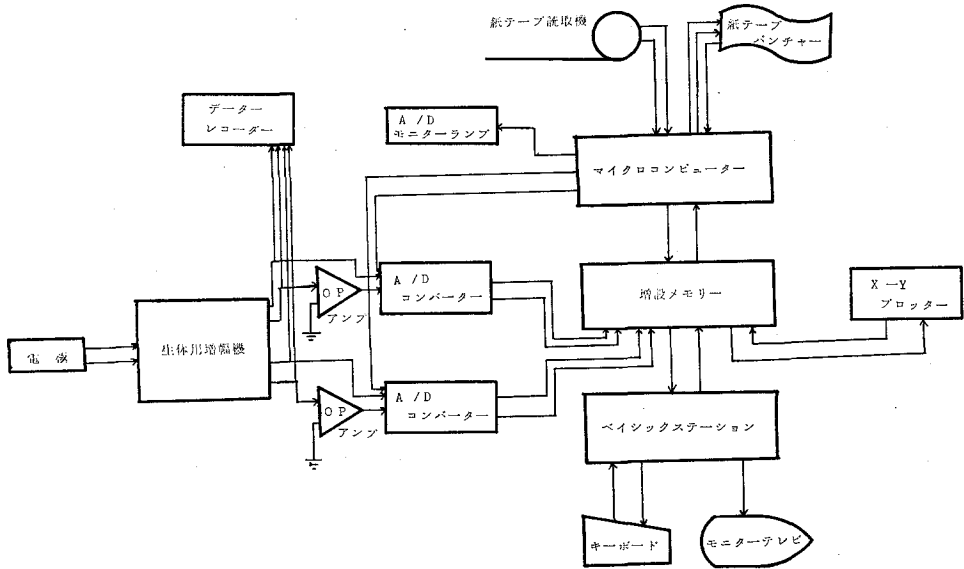 紙テープ読取機
紙テープ
パンチャー
データー
レコーダー
A/D
モニターランプ
マイクロコンピューター
OP
アンプ
A/D
コンバーター
増設メモリー
X－Y
プロッター
電極
生体用増幅機
OP
アンプ
A/D
コンバーター
ベイシックステーション
キーボード
モニターテレビ